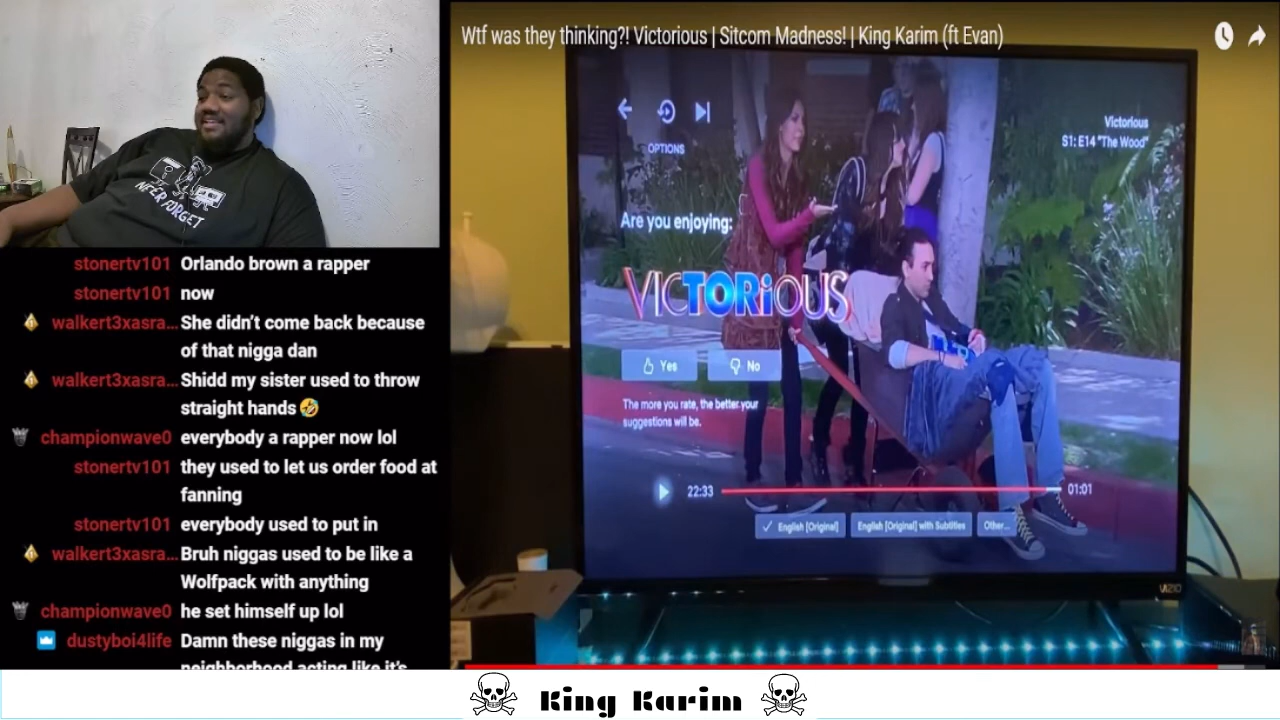 Wtf was they thinking?! Victorious | Sitcom Madness! | King Karim (ft Evan)
OPTIONS
Victorious
S1: E14 "The Wood"
Are you enjoying:
VICTORiOUS
Yes
No
The more you rate, the better your
suggestions will be.
22:33
01:01
✓ English [Original]
English [Original] with Subtitles
Other...
VIZIO
NEVER FORGET
stonertv101 Orlando brown a rapper
stonertv101 now
walkert3xasra... She didn't come back because
of that nigga dan
walkert3xasra... Shidd my sister used to throw
straight hands🤣
championwave0 everybody a rapper now lol
stonertv101 they used to let us order food at
fanning
stonertv101 everybody used to put in
walkert3xasra... Bruh niggas used to be like a
Wolfpack with anything
championwave0 he set himself up lol
dustyboi4life Damn these niggas in my
neighborhood acting like it's
King Karim